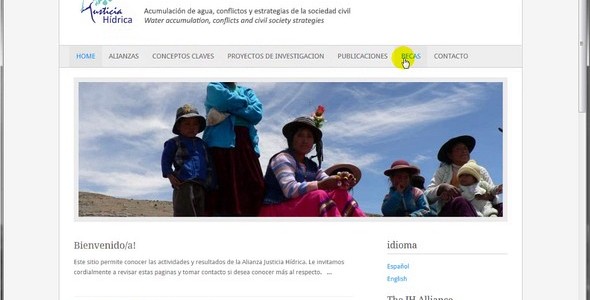 Justicia
Hídrica
Acumulación de agua, conflictos y estrategias de la sociedad civil
Water accumulation, conflicts and civil society strategies
HOME ALIANZAS CONCEPTOS CLAVES PROYECTOS DE INVESTIGACION PUBLICACIONES BECAS CONTACTO
Bienvenido/a!
Este sitio permite conocer las actividades y resultados de la Alianza Justicia Hídrica. Le invitamos
cordialmente a revisar estas paginas y tomar contacto si desea conocer más al respecto. ...
idioma
Español
English
The JH Alliance